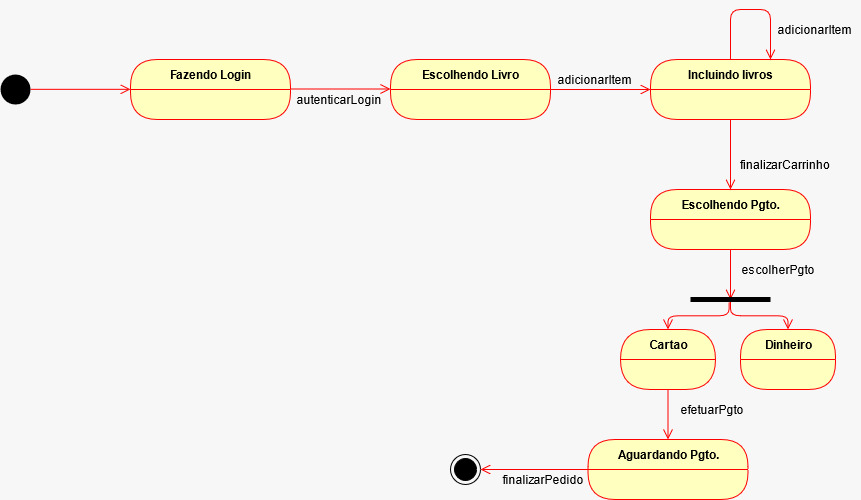 adicionarItem
Fazendo Login
Escolhendo Livro
Incluindo livros
adicionarItem
autenticarLogin
finalizarCarrinho
Escolhendo Pgto.
escolherPgto
Cartao
Dinheiro
efetuarPgto
Aguardando Pgto.
finalizarPedido